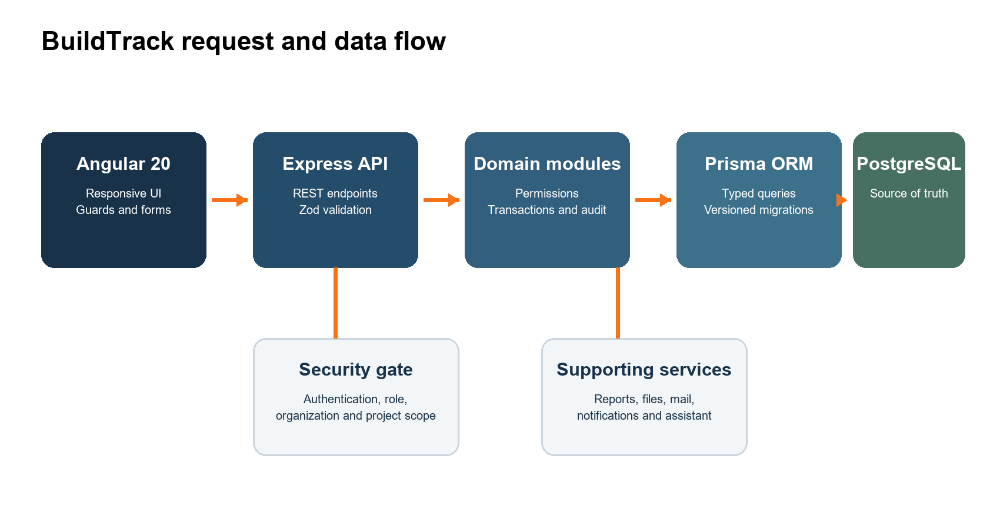 BuildTrack request and data flow
Angular 20
Responsive UI
Guards and forms
Express API
REST endpoints
Zod validation
Domain modules
Permissions
Transactions and audit
Prisma ORM
Typed queries
Versioned migrations
PostgreSQL
Source of truth
Security gate
Authentication, role,
organization and project scope
Supporting services
Reports, files, mail,
notifications and assistant